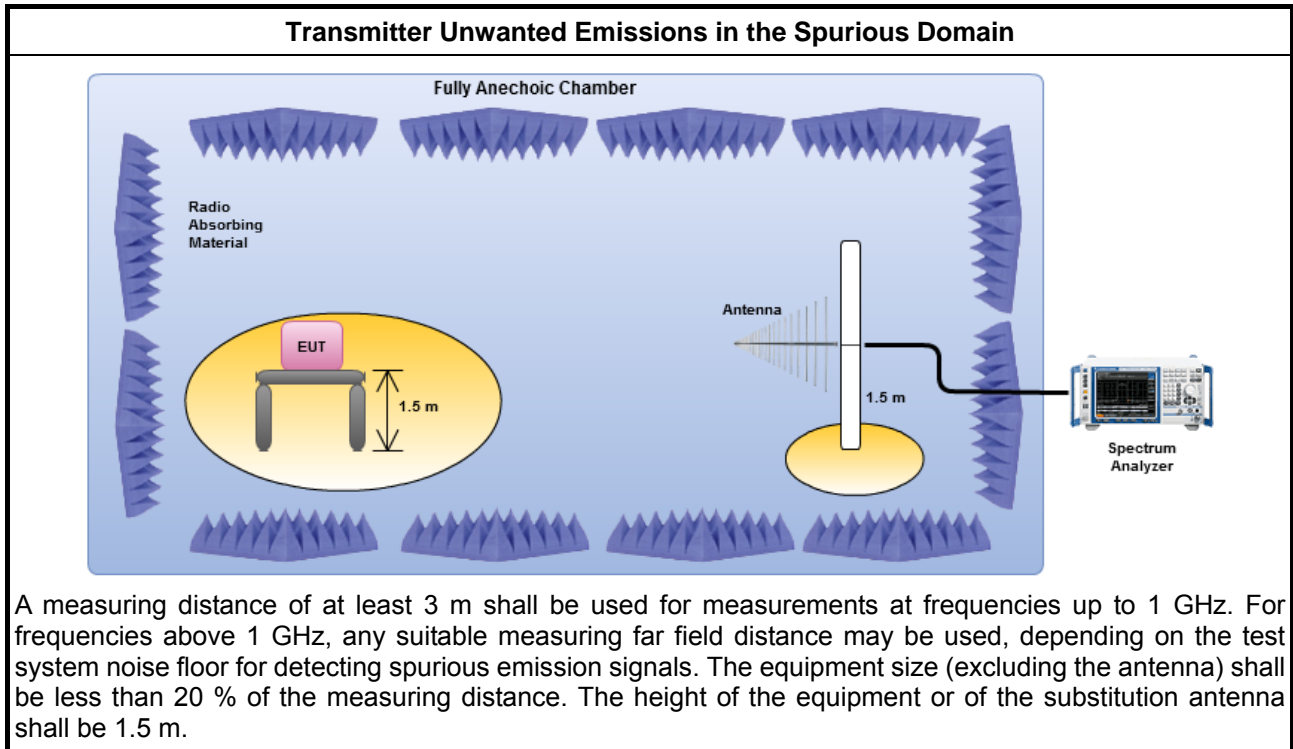 Transmitter Unwanted Emissions in the Spurious Domain
Fully Anechoic Chamber
Radio
Absorbing
Material
Antenna
EUT
1.5 m
1.5 m
Spectrum
Analyzer
A measuring distance of at least 3 m shall be used for measurements at frequencies up to 1 GHz. For
frequencies above 1 GHz, any suitable measuring far field distance may be used, depending on the test
system noise floor for detecting spurious emission signals. The equipment size (excluding the antenna) shall
be less than 20 % of the measuring distance. The height of the equipment or of the substitution antenna
shall be 1.5 m.